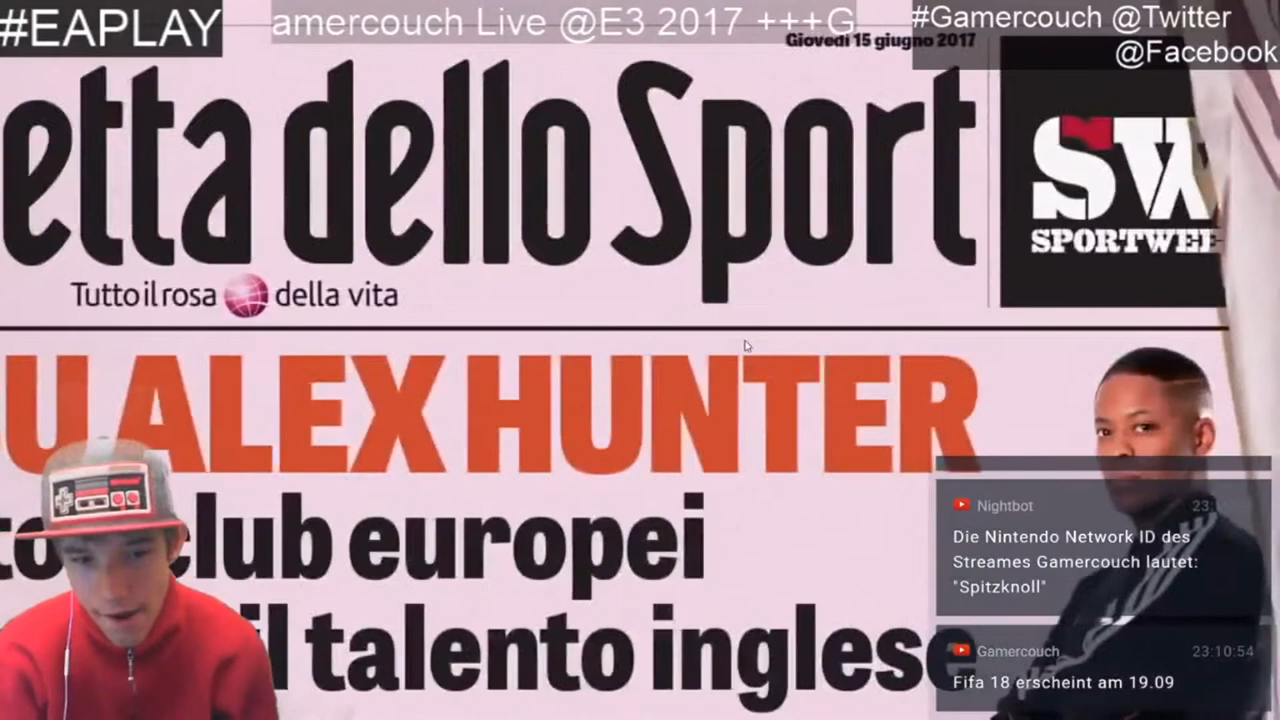 #EAPLAY
amercouch Live @E3 2017 +++G
#Gamercouch @Twitter
@Facebook
Giovedì 15 giugno 2017
etta dello Sport
SW
SPORTWEE
Tutto il rosa della vita
U ALEX HUNTER
to club europei
il talento inglese
Nightbot
Die Nintendo Network ID des
Streames Gamercouch lautet:
"Spitzknoll"
Gamercouch 23:10:54
Fifa 18 erscheint am 19.09